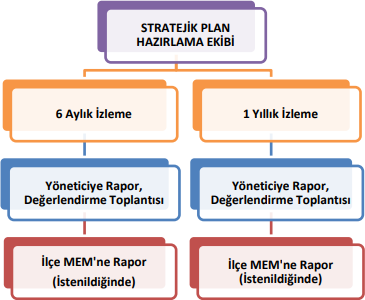 STRATEJİK PLAN
HAZIRLAMA EKİBİ
6 Aylık İzleme
1 Yıllık İzleme
Yöneticiye Rapor,
Değerlendirme Toplantısı
Yöneticiye Rapor,
Değerlendirme Toplantısı
İlçe MEM'ne Rapor
(İstenildiğinde)
İlçe MEM'ne Rapor
(İstenildiğinde)